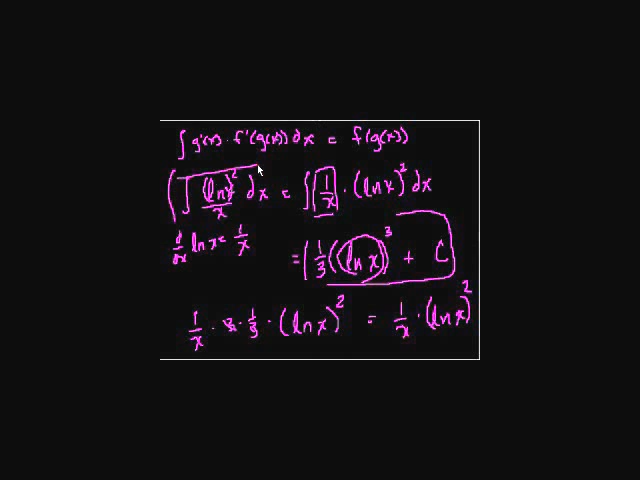 ∫ g'(x) · f'(g(x)) dx = f(g(x))
∫ (ln x)²/x dx = ∫ 1/x · (ln x)² dx
d/dx ln x = 1/x
= 1/3 (ln x)³ + C
1/x · 3 · 1/3 · (ln x)² = 1/x · (ln x)²